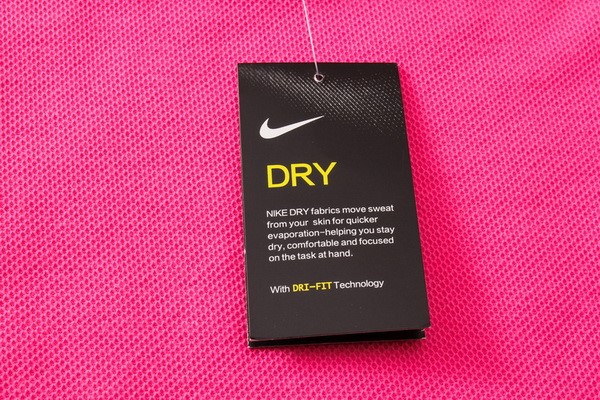 DRY
NIKE DRY fabrics move sweat
from your skin for quicker
evaporation-helping you stay
dry, comfortable and focused
on the task at hand.
With DRI-FIT Technology